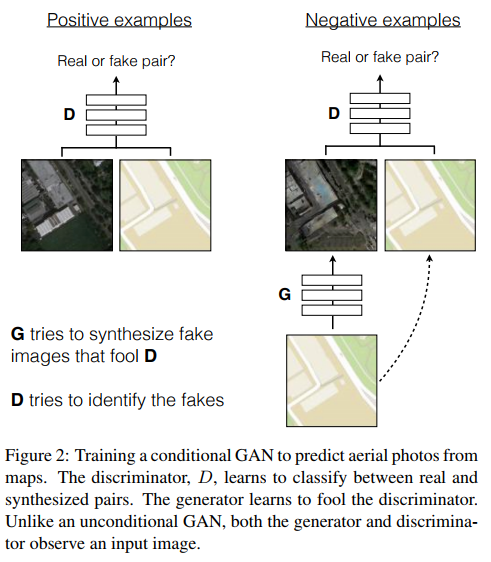 Positive examples
Real or fake pair?
D
G tries to synthesize fake
images that fool D
D tries to identify the fakes
Negative examples
Real or fake pair?
D
G
Figure 2: Training a conditional GAN to predict aerial photos from
maps. The discriminator, D, learns to classify between real and
synthesized pairs. The generator learns to fool the discriminator.
Unlike an unconditional GAN, both the generator and discrimina-
tor observe an input image.